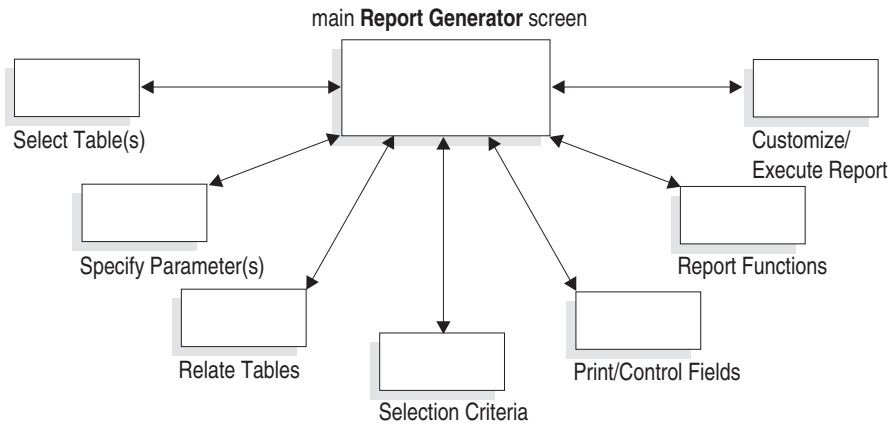 main Report Generator screen
Select Table(s)
Customize/
Execute Report
Specify Parameter(s)
Report Functions
Relate Tables
Print/Control Fields
Selection Criteria